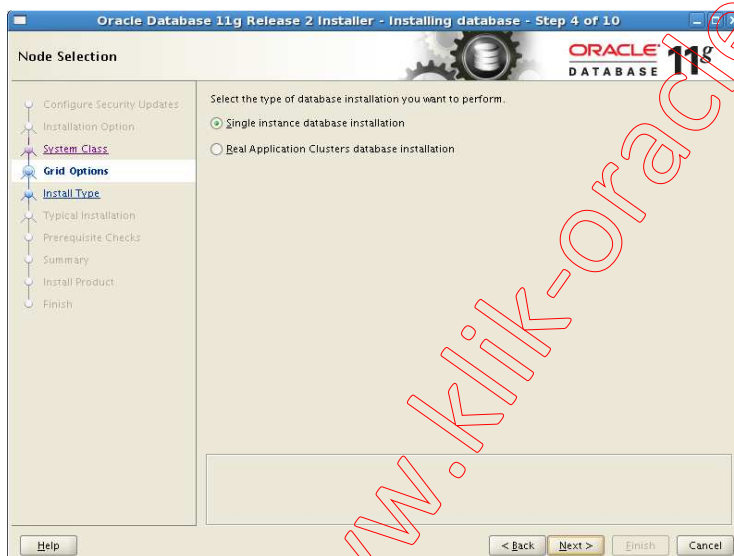 Oracle Database 11g Release 2 Installer - Installing database - Step 4 of 10
Node Selection
ORACLE
DATABASE
11g
Configure Security Updates
Installation Option
System Class
Grid Options
Install Type
Typical Installation
Prerequisite Checks
Summary
Install Product
Finish
Select the type of database installation you want to perform.
Single instance database installation
Real Application Clusters database installation
www.klik-oracle
Help
< Back
Next >
Finish
Cancel